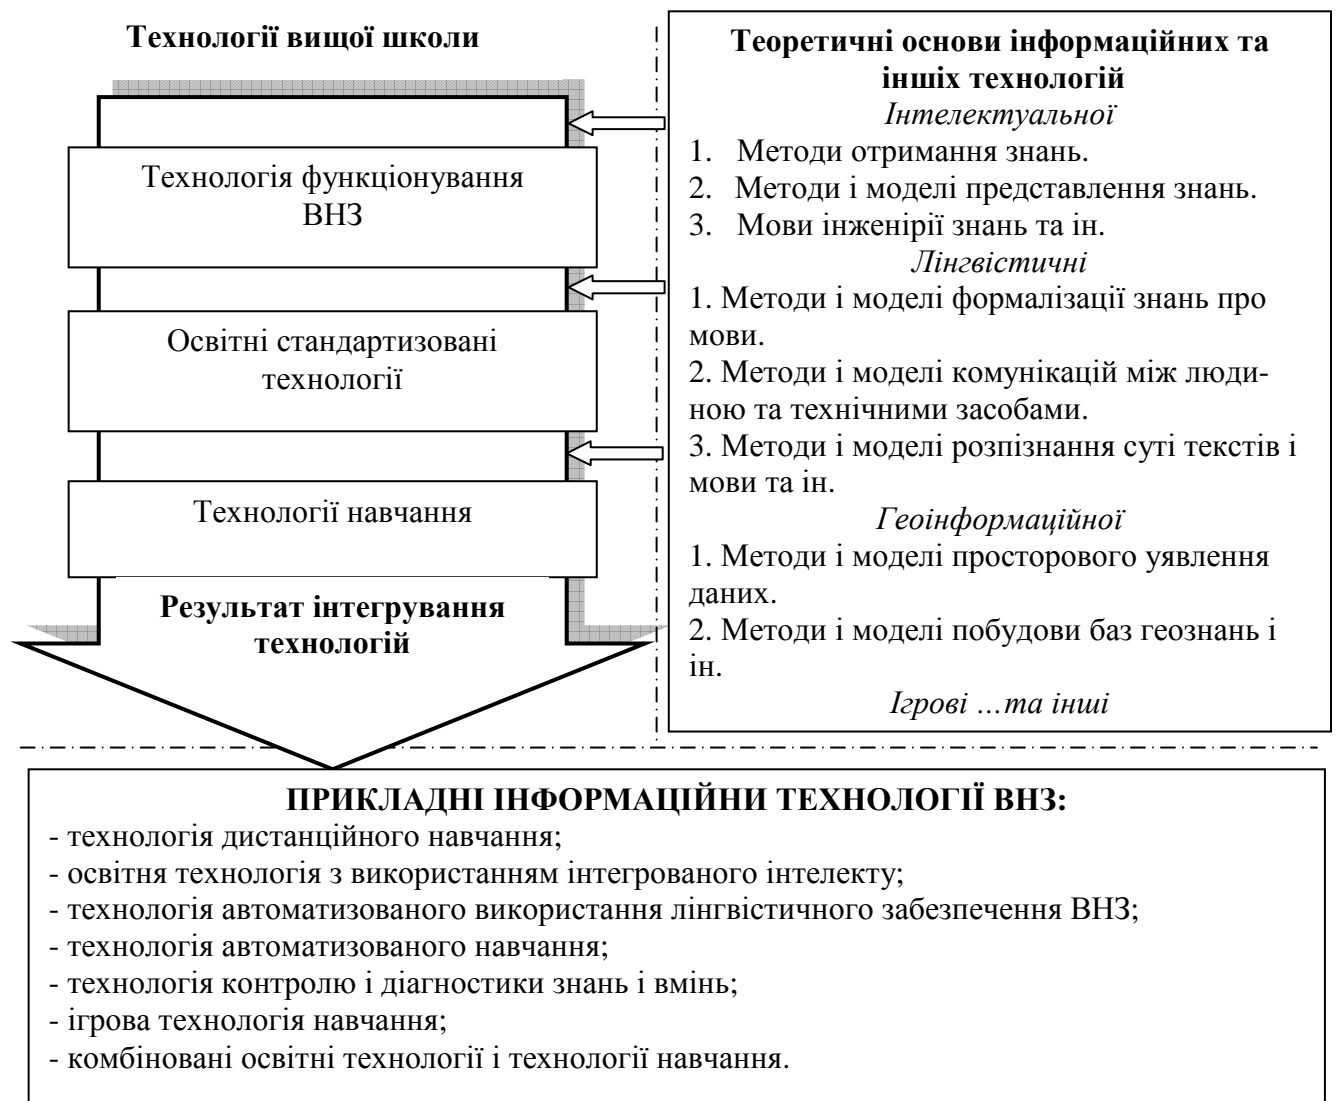 Технології вищої школи
Технологія функціонування
ВНЗ
Освітні стандартизовані
технології
Технології навчання
Результат інтегрування
технологій
Теоретичні основи інформаційних та
іншіх технологій
Інтелектуальної
1. Методи отримання знань.
2. Методи і моделі представлення знань.
3. Мови інженірії знань та ін.
Лінгвістичні
1. Методи і моделі формалізації знань про
мови.
2. Методи і моделі комунікацій між люди-
ною та технічними засобами.
3. Методи і моделі розпізнання суті текстів і
мови та ін.
Геоінформаційної
1. Методи і моделі просторового уявлення
даних.
2. Методи і моделі побудови баз геознань і
ін.
Ігрові …та інші
ПРИКЛАДНІ ІНФОРМАЦІЙНИ ТЕХНОЛОГІЇ ВНЗ:
- технологія дистанційного навчання;
- освітня технологія з використанням інтегрованого інтелекту;
- технологія автоматизованого використання лінгвістичного забезпечення ВНЗ;
- технологія автоматизованого навчання;
- технологія контролю і діагностики знань і вмінь;
- ігрова технологія навчання;
- комбіновані освітні технології і технології навчання.